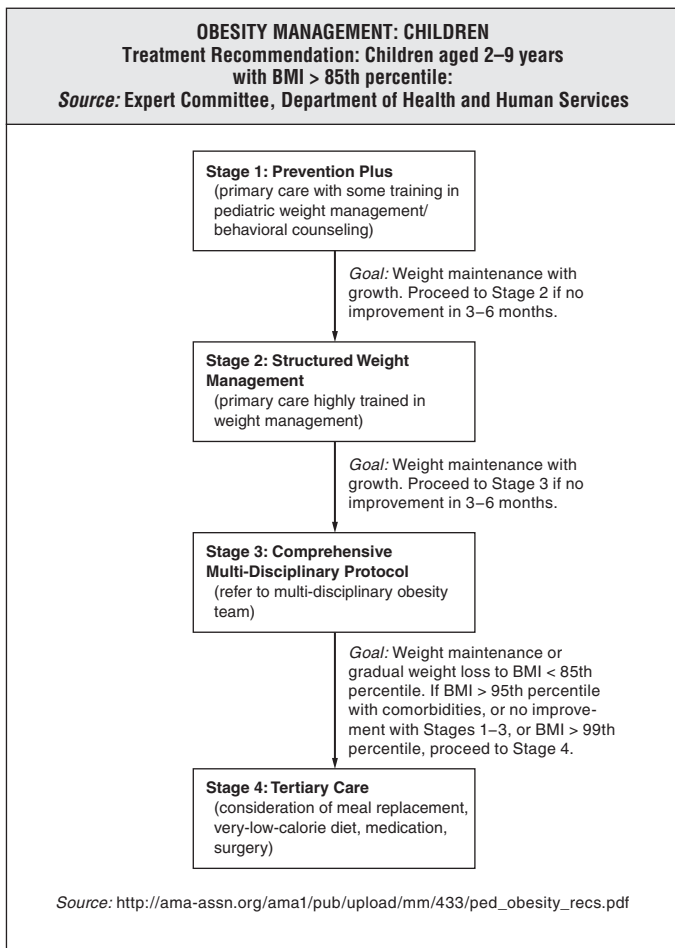 OBESITY MANAGEMENT: CHILDREN
Treatment Recommendation: Children aged 2–9 years
with BMI > 85th percentile:
Source: Expert Committee, Department of Health and Human Services
Stage 1: Prevention Plus
(primary care with some training in
pediatric weight management/
behavioral counseling)
Goal: Weight maintenance with
growth. Proceed to Stage 2 if no
improvement in 3–6 months.
Stage 2: Structured Weight
Management
(primary care highly trained in
weight management)
Goal: Weight maintenance with
growth. Proceed to Stage 3 if no
improvement in 3–6 months.
Stage 3: Comprehensive
Multi-Disciplinary Protocol
(refer to multi-disciplinary obesity
team)
Goal: Weight maintenance or
gradual weight loss to BMI < 85th
percentile. If BMI > 95th percentile
with comorbidities, or no improve-
ment with Stages 1–3, or BMI > 99th
percentile, proceed to Stage 4.
Stage 4: Tertiary Care
(consideration of meal replacement,
very-low-calorie diet, medication,
surgery)
Source: http://ama-assn.org/ama1/pub/upload/mm/433/ped_obesity_recs.pdf